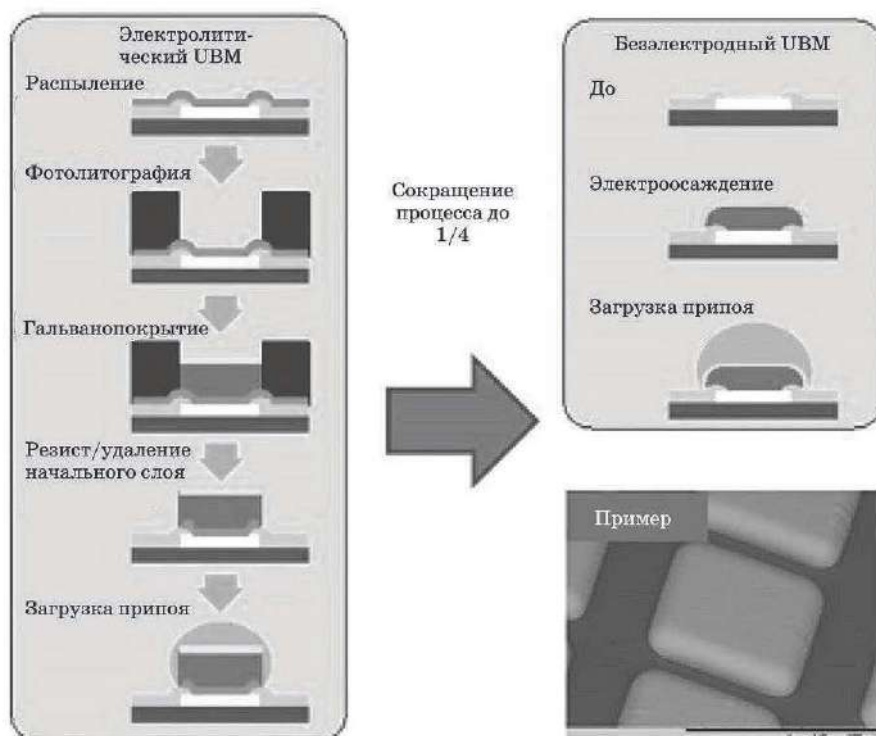 Электролити-
ческий UBM
Распыление
Фотолитография
Гальванопокрытие
Резист/удаление
начального слоя
Загрузка припоя
Сокращение
процесса до
1/4
Безэлектродный UBM
До
Электроосаждение
Загрузка припоя
Пример